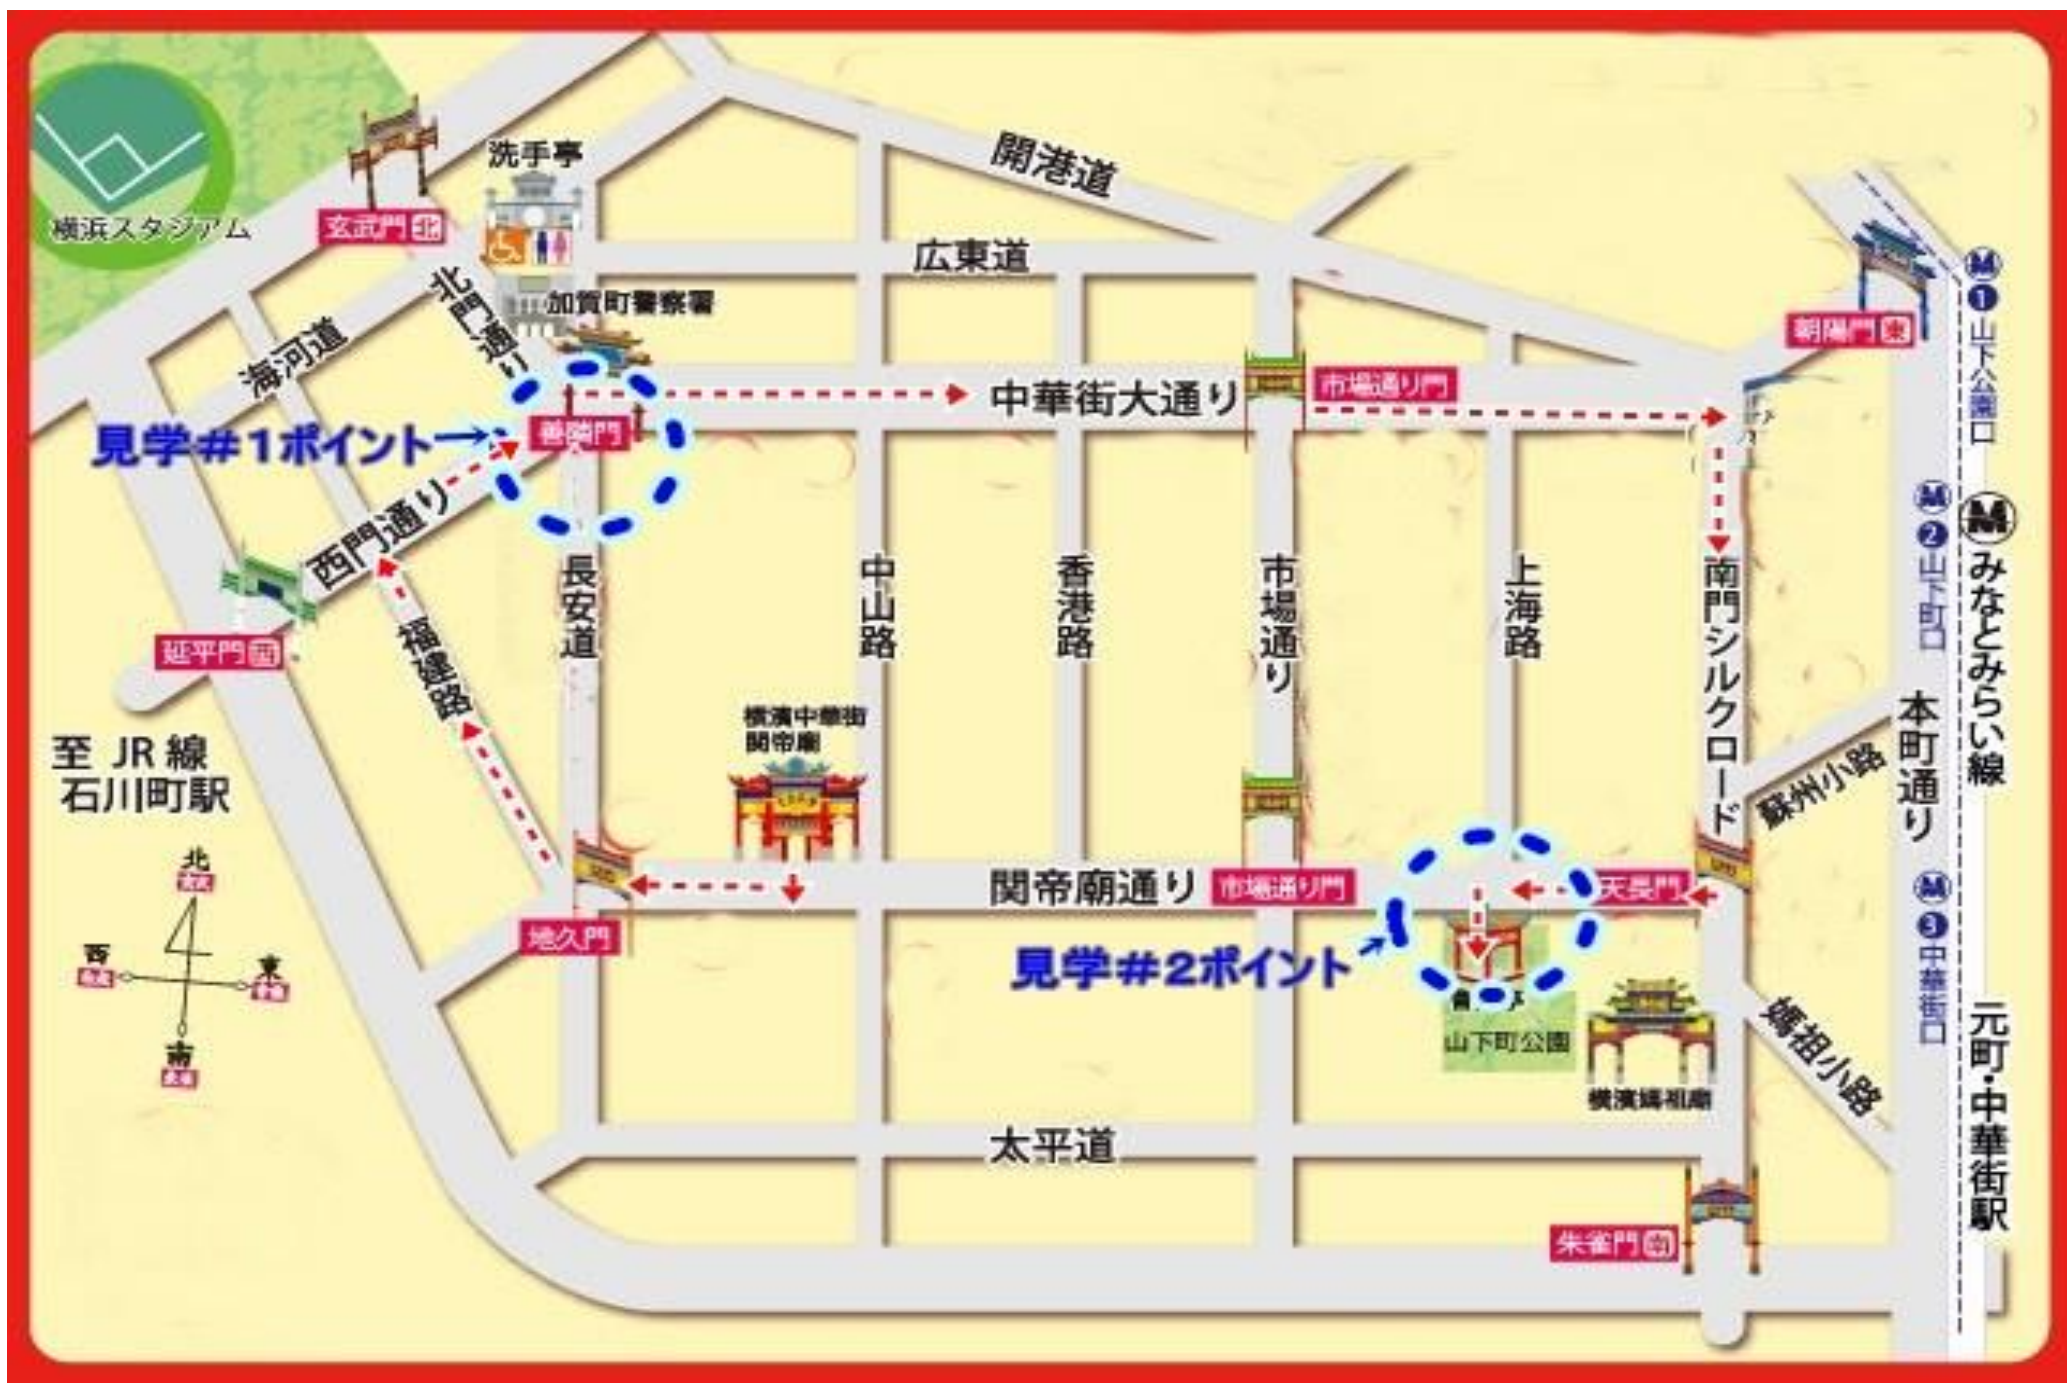 開港道
洗手亭
横浜スタジアム
玄武門 北
広東道
北門通り
加賀町警察署
朝陽門 東
M
1
山下公園口
海河道
中華街大通り
市場通り門
見学#1ポイント
善隣門
西門通り
M
2
山下町口
M
みなとみらい線
長安道
中山路
香港路
市場通り
上海路
南門シルクロード
延平門 西
福建路
横濱中華街
関帝廟
本町通り
蘇州小路
至 JR 線
石川町駅
北
西
東
南
関帝廟通り
市場通り門
天長門
M
3
中華街口
地久門
見学#2ポイント
山下町公園
横濱媽祖廟
媽祖小路
元町・中華街駅
太平道
朱雀門 南